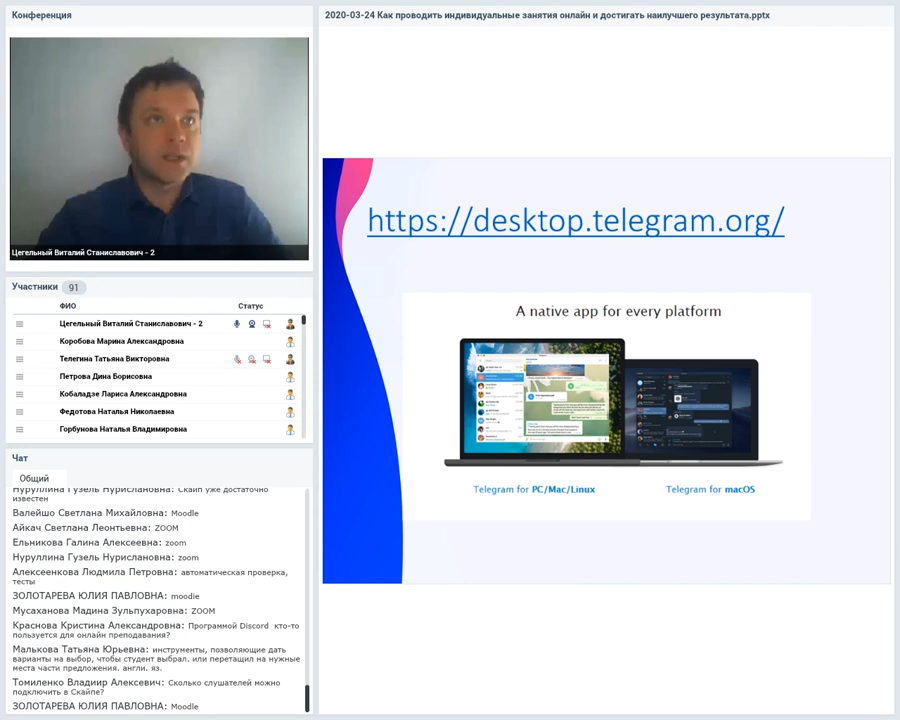 Конференция
Цегельный Виталий Станиславович - 2
Участники 91
ФИО Статус
Цегельный Виталий Станиславович - 2
Коробова Марина Александровна
Телегина Татьяна Викторовна
Петрова Дина Борисовна
Кобаладзе Лариса Александровна
Федотова Наталья Николаевна
Горбунова Наталья Владимировна
Чат
Общий
Нуруллина Гузель Нурислановна: Скайп уже достаточно
известен
Валейшо Светлана Михайловна: Moodle
Айкач Светлана Леонтьевна: ZOOM
Ельникова Галина Алексеевна: zoom
Нуруллина Гузель Нурислановна: zoom
Алексеенкова Людмила Петровна: автоматическая проверка,
тесты
ЗОЛОТАРЕВА ЮЛИЯ ПАВЛОВНА: moodie
Мусаханова Мадина Зульпухаровна: ZOOM
Краснова Кристина Александровна: Программой Discord кто-то
пользуется для онлайн преподавания?
Малькова Татьяна Юрьевна: инструменты, позволяющие дать
варианты на выбор, чтобы студент выбрал. или перетащил на нужные
места части предложения. англи. яз.
Томиленко Владиир Алексевич: Сколько слушателей можно
подключить в Скайпе?
ЗОЛОТАРЕВА ЮЛИЯ ПАВЛОВНА: Moodle
2020-03-24 Как проводить индивидуальные занятия онлайн и достигать наилучшего результата.pptx
https://desktop.telegram.org/
A native app for every platform
Telegram for PC/Mac/Linux
Telegram for macOS